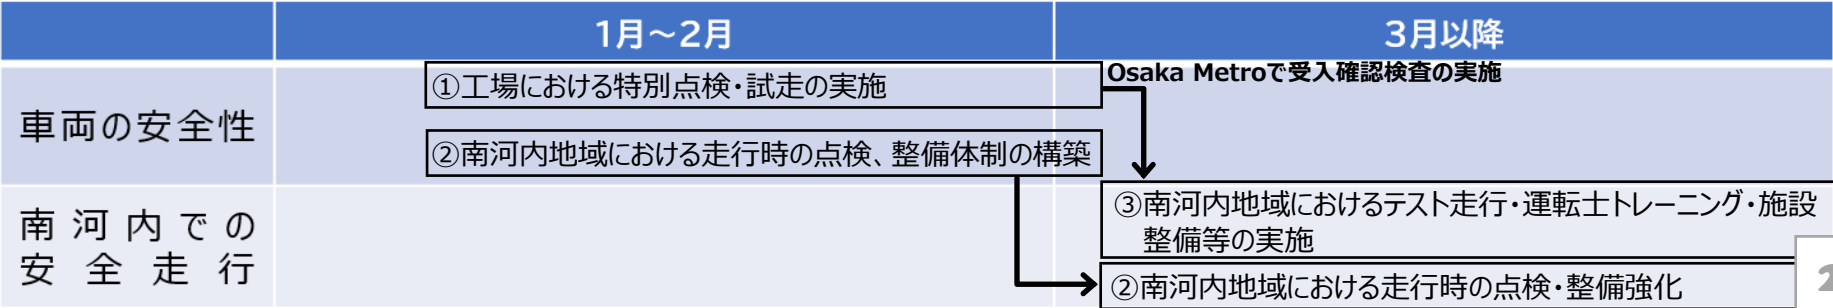 1月～2月
3月以降
車両の安全性
①工場における特別点検・試走の実施
Osaka Metroで受入確認検査の実施
②南河内地域における走行時の点検、整備体制の構築
南河内での
安全走行
③南河内地域におけるテスト走行・運転士トレーニング・施設
整備等の実施
②南河内地域における走行時の点検・整備強化